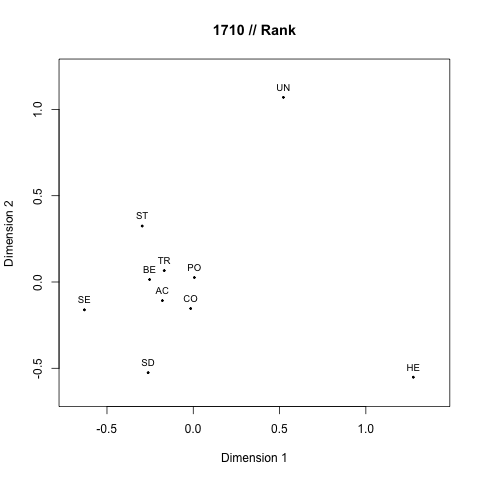 1710 // Rank
UN
1.0
0.5
ST
TR
BE
PO
Dimension 2
0.0
AC
SE
CO
SD
HE
-0.5
-0.5
0.0
0.5
1.0
Dimension 1